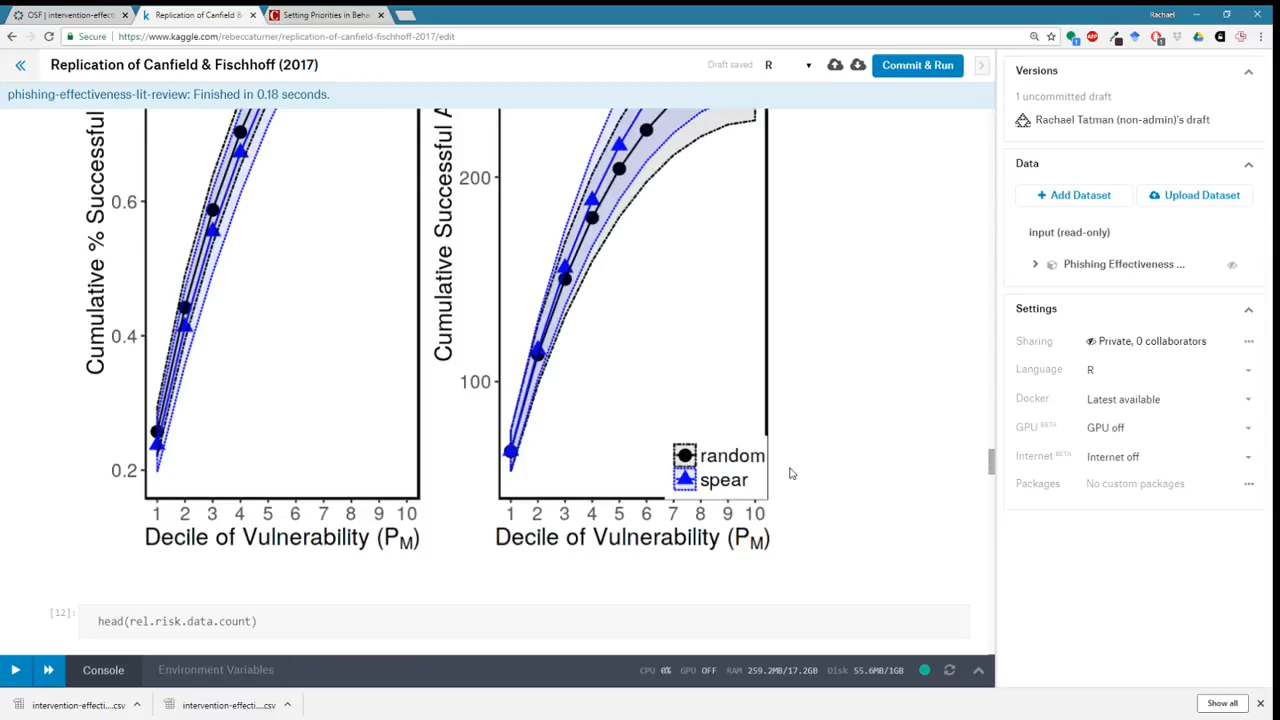 OSF | intervention-effecti
Replication of Canfield &
Setting Priorities in Beha
Rachael
Secure | https://www.kaggle.com/rebeccaturner/replication-of-canfield-fischhoff-2017/edit
Replication of Canfield & Fischhoff (2017)
Draft saved
R
Commit & Run
phishing-effectiveness-lit-review: Finished in 0.18 seconds.
Cumulative % Successful
0.6
0.4
0.2
1 2 3 4 5 6 7 8 9 10
Decile of Vulnerability (PM)
Cumulative Successful A
200
100
random
spear
1 2 3 4 5 6 7 8 9 10
Decile of Vulnerability (PM)
[12]:
head(rel.risk.data.count)
Console
Environment Variables
CPU 0% GPU OFF RAM 259.2MB/17.2GB Disk 55.6MB/1GB
Versions
1 uncommitted draft
Rachael Tatman (non-admin)'s draft
Data
+ Add Dataset
Upload Dataset
input (read-only)
Phishing Effectiveness ...
Settings
Sharing
Private, 0 collaborators
Language
R
Docker
Latest available
GPU BETA
GPU off
Internet BETA
Internet off
Packages
No custom packages
intervention-effecti....csv
intervention-effecti....csv
Show all